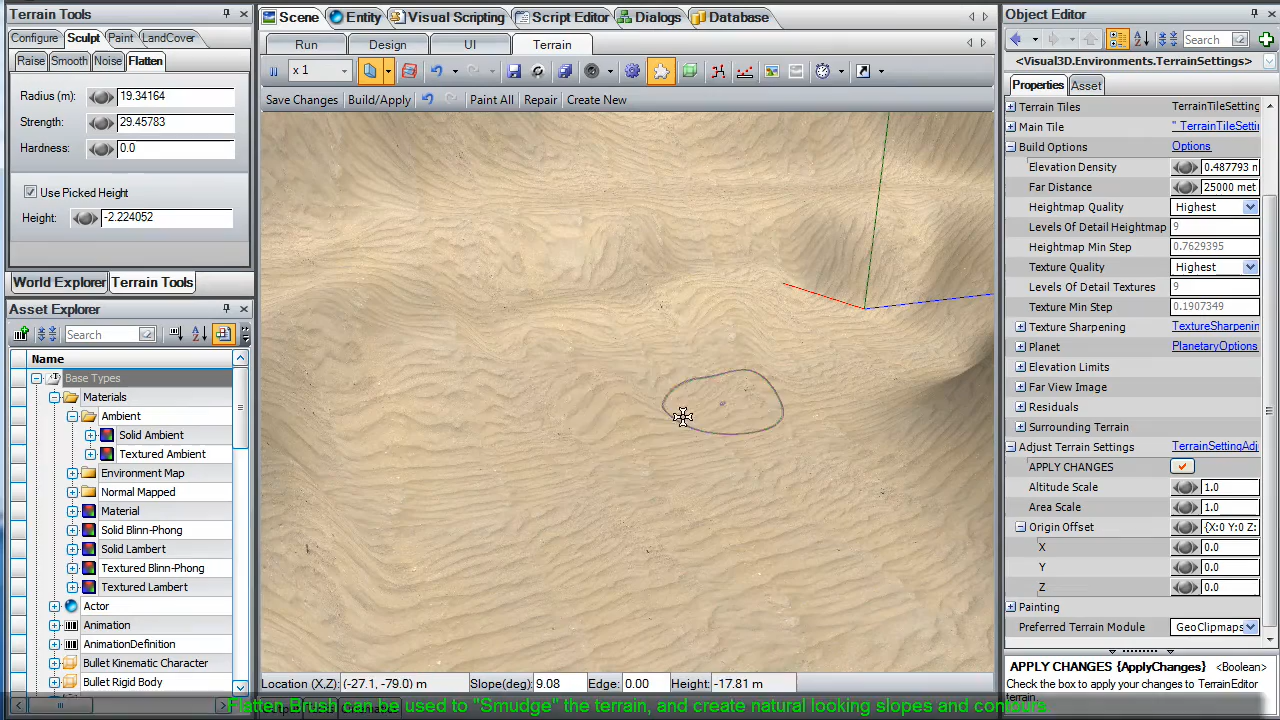 Terrain Tools
Configure Sculpt Paint LandCover
Raise Smooth Noise Flatten
Radius (m): 19.34164
Strength: 29.45783
Hardness: 0.0
Use Picked Height
Height: -2.224052
World Explorer Terrain Tools
Asset Explorer
Search
Name
Base Types
Materials
Ambient
Solid Ambient
Textured Ambient
Environment Map
Normal Mapped
Material
Solid Blinn-Phong
Solid Lambert
Textured Blinn-Phong
Textured Lambert
Actor
Animation
AnimationDefinition
Bullet Kinematic Character
Bullet Rigid Body
Scene Entity Visual Scripting Script Editor Dialogs Database
Run Design UI Terrain
x 1
Save Changes Build/Apply Paint All Repair Create New
Location (X,Z): (-27.1, -79.0) m Slope(deg): 9.08 Edge: 0.00 Height: -17.81 m
Flatten Brush can be used to "Smudge" the terrain, and create natural looking slopes and contours
Object Editor
Search
<Visual3D.Environments.TerrainSettings>
Properties Asset
Terrain Tiles TerrainTileSetting
Main Tile " TerrainTileSettin
Build Options Options
Elevation Density 0.487793 n
Far Distance 25000 met
Heightmap Quality Highest
Levels Of Detail Heightmap 9
Heightmap Min Step 0.7629395
Texture Quality Highest
Levels Of Detail Textures 9
Texture Min Step 0.1907349
Texture Sharpening TextureSharpenin
Planet PlanetaryOptions
Elevation Limits
Far View Image
Residuals
Surrounding Terrain
Adjust Terrain Settings TerrainSettingAdj
APPLY CHANGES
Altitude Scale 1.0
Area Scale 1.0
Origin Offset {X:0 Y:0 Z:
X 0.0
Y 0.0
Z 0.0
Painting
Preferred Terrain Module GeoClipmaps
APPLY CHANGES {ApplyChanges} <Boolean>
Check the box to apply your changes to TerrainEditor
terrain.